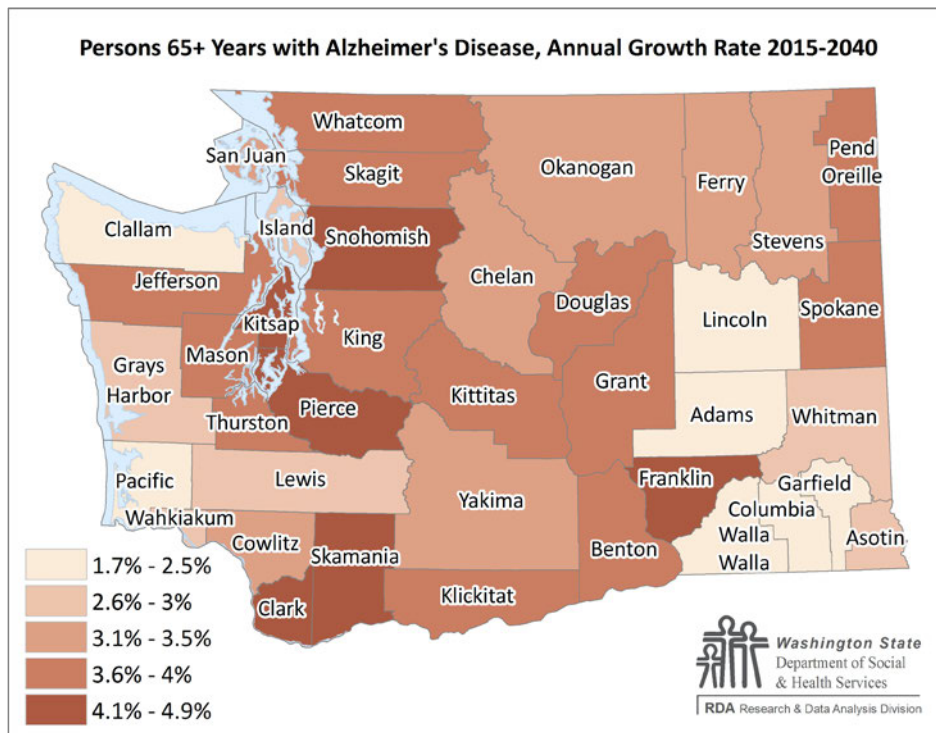 Persons 65+ Years with Alzheimer's Disease, Annual Growth Rate 2015-2040
Whatcom
San Juan
Skagit
Okanogan
Ferry
Pend
Oreille
Stevens
Clallam
Island
Snohomish
Chelan
Jefferson
Douglas
Lincoln
Spokane
Kitsap
King
Mason
Grays
Harbor
Kittitas
Grant
Pierce
Thurston
Adams
Whitman
Pacific
Lewis
Yakima
Franklin
Garfield
Columbia
Wahkiakum
Cowlitz
Skamania
Benton
Walla
Walla
Asotin
Clark
Klickitat
1.7% - 2.5%
2.6% - 3%
3.1% - 3.5%
3.6% - 4%
4.1% - 4.9%
Washington State
Department of Social
& Health Services
RDA Research & Data Analysis Division